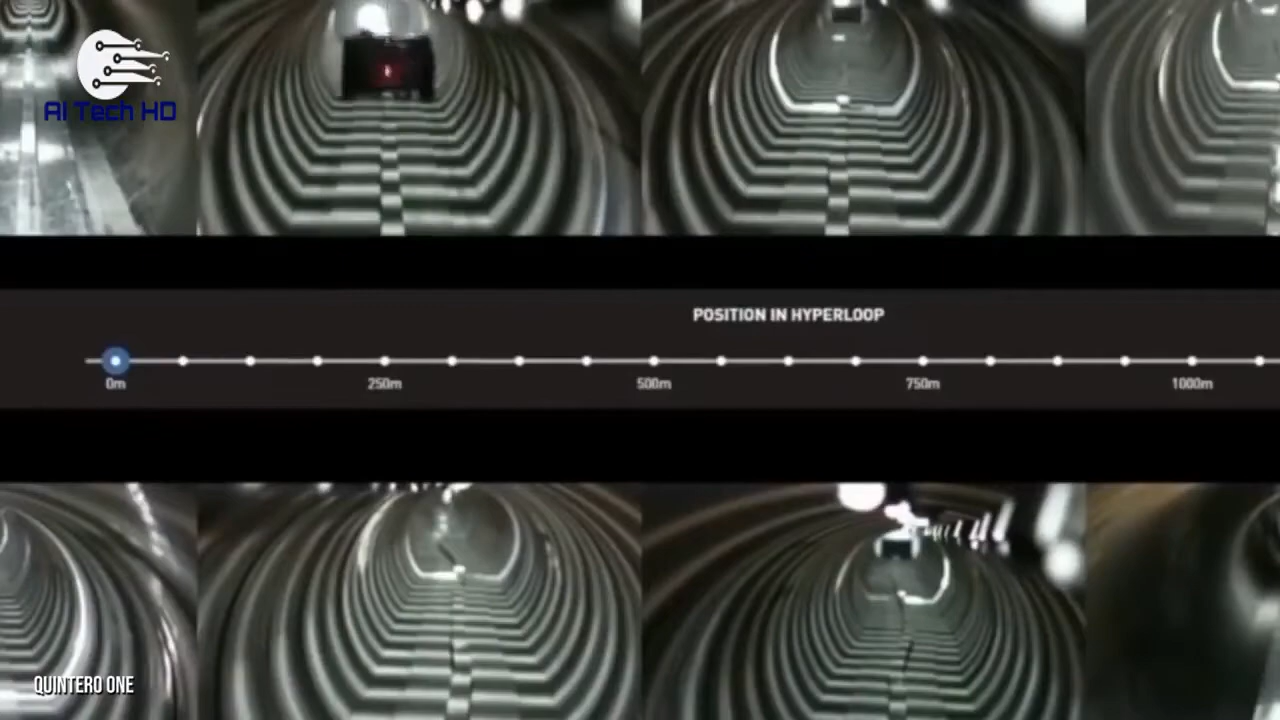 AI Tech HD
POSITION IN HYPERLOOP
0m 250m 500m 750m 1000m
QUINTERO ONE